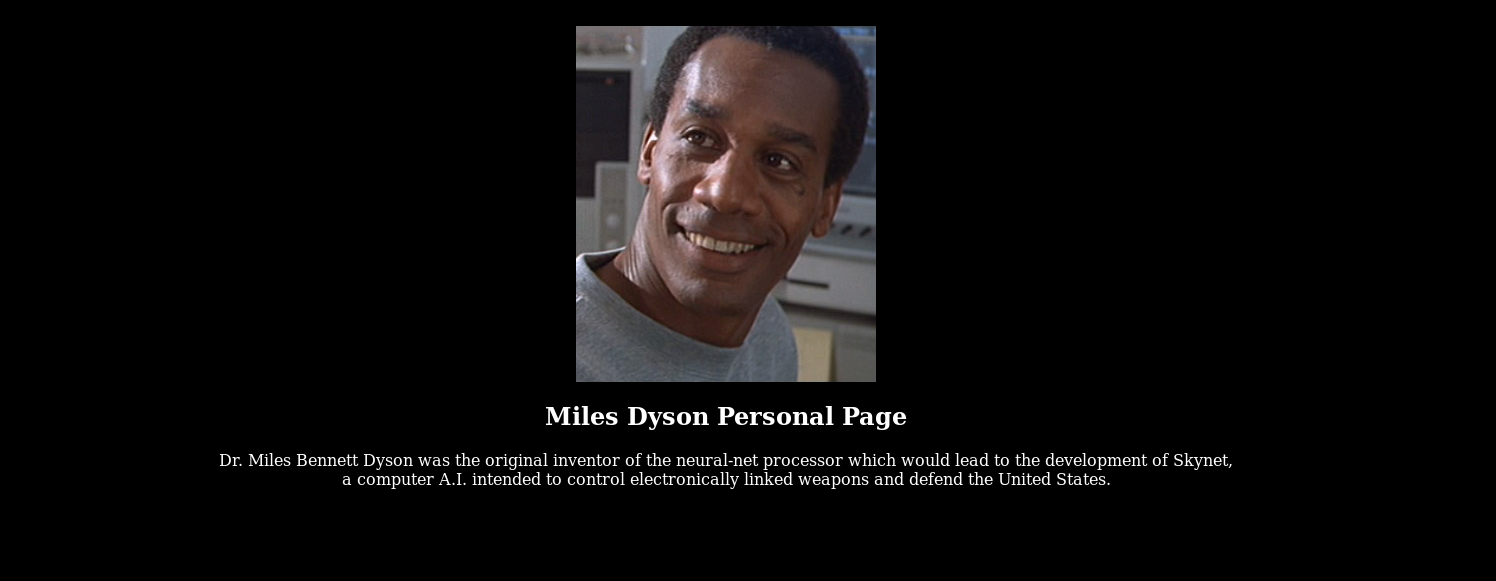 Miles Dyson Personal Page
Dr. Miles Bennett Dyson was the original inventor of the neural-net processor which would lead to the development of Skynet,
a computer A.I. intended to control electronically linked weapons and defend the United States.